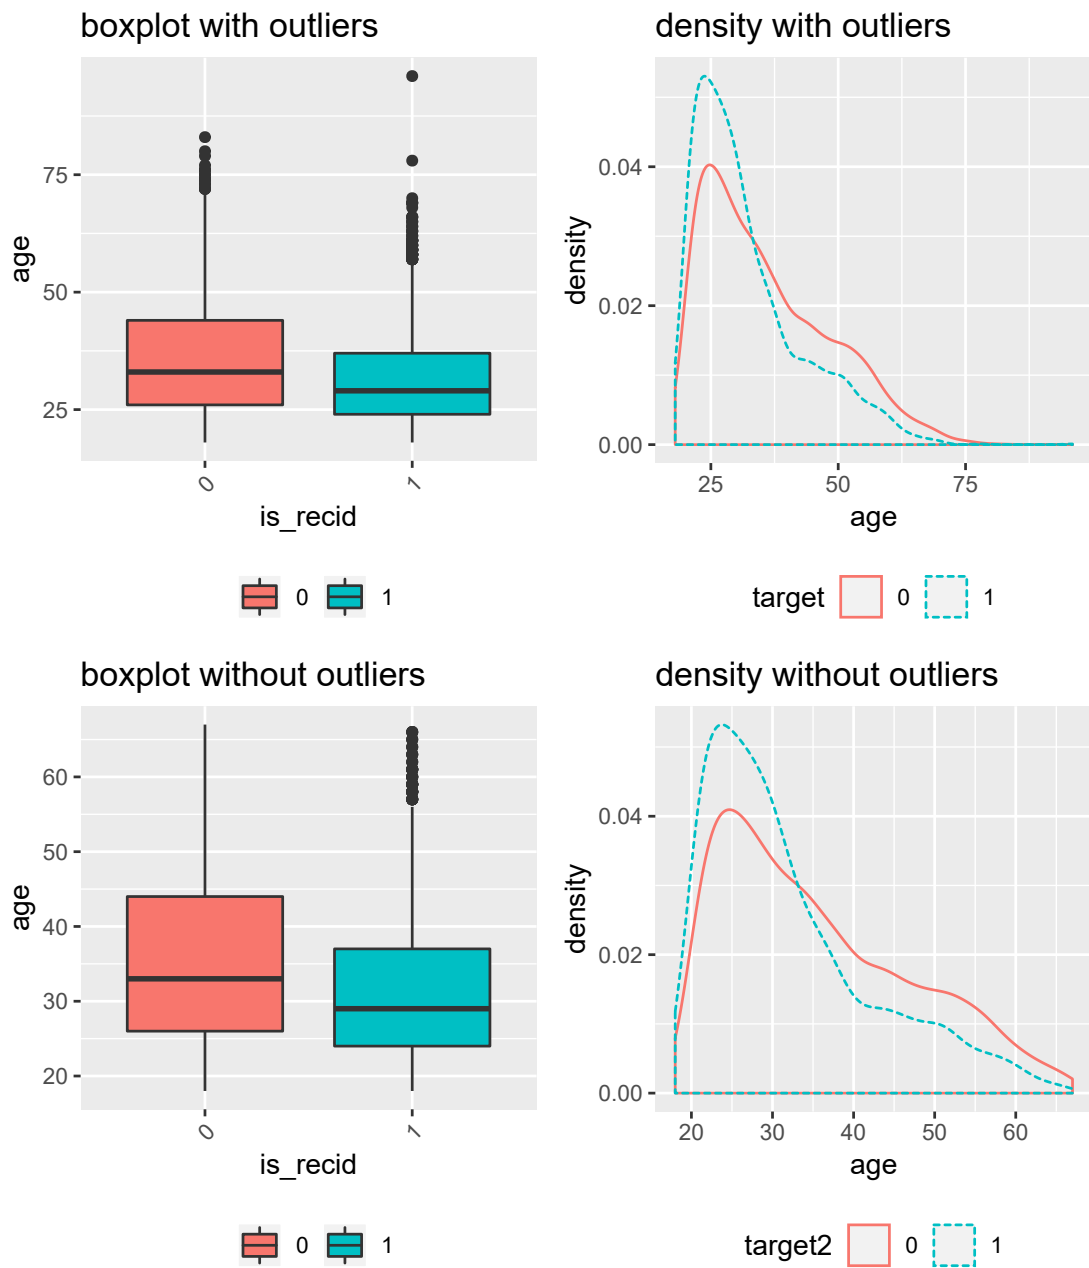 boxplot with outliers
age
75
50
25
0
1
is_recid
0 1
density with outliers
density
0.04
0.02
0.00
25 50 75
age
target 0 1
boxplot without outliers
age
60
50
40
30
20
0
1
is_recid
0 1
density without outliers
density
0.04
0.02
0.00
20 30 40 50 60
age
target2 0 1